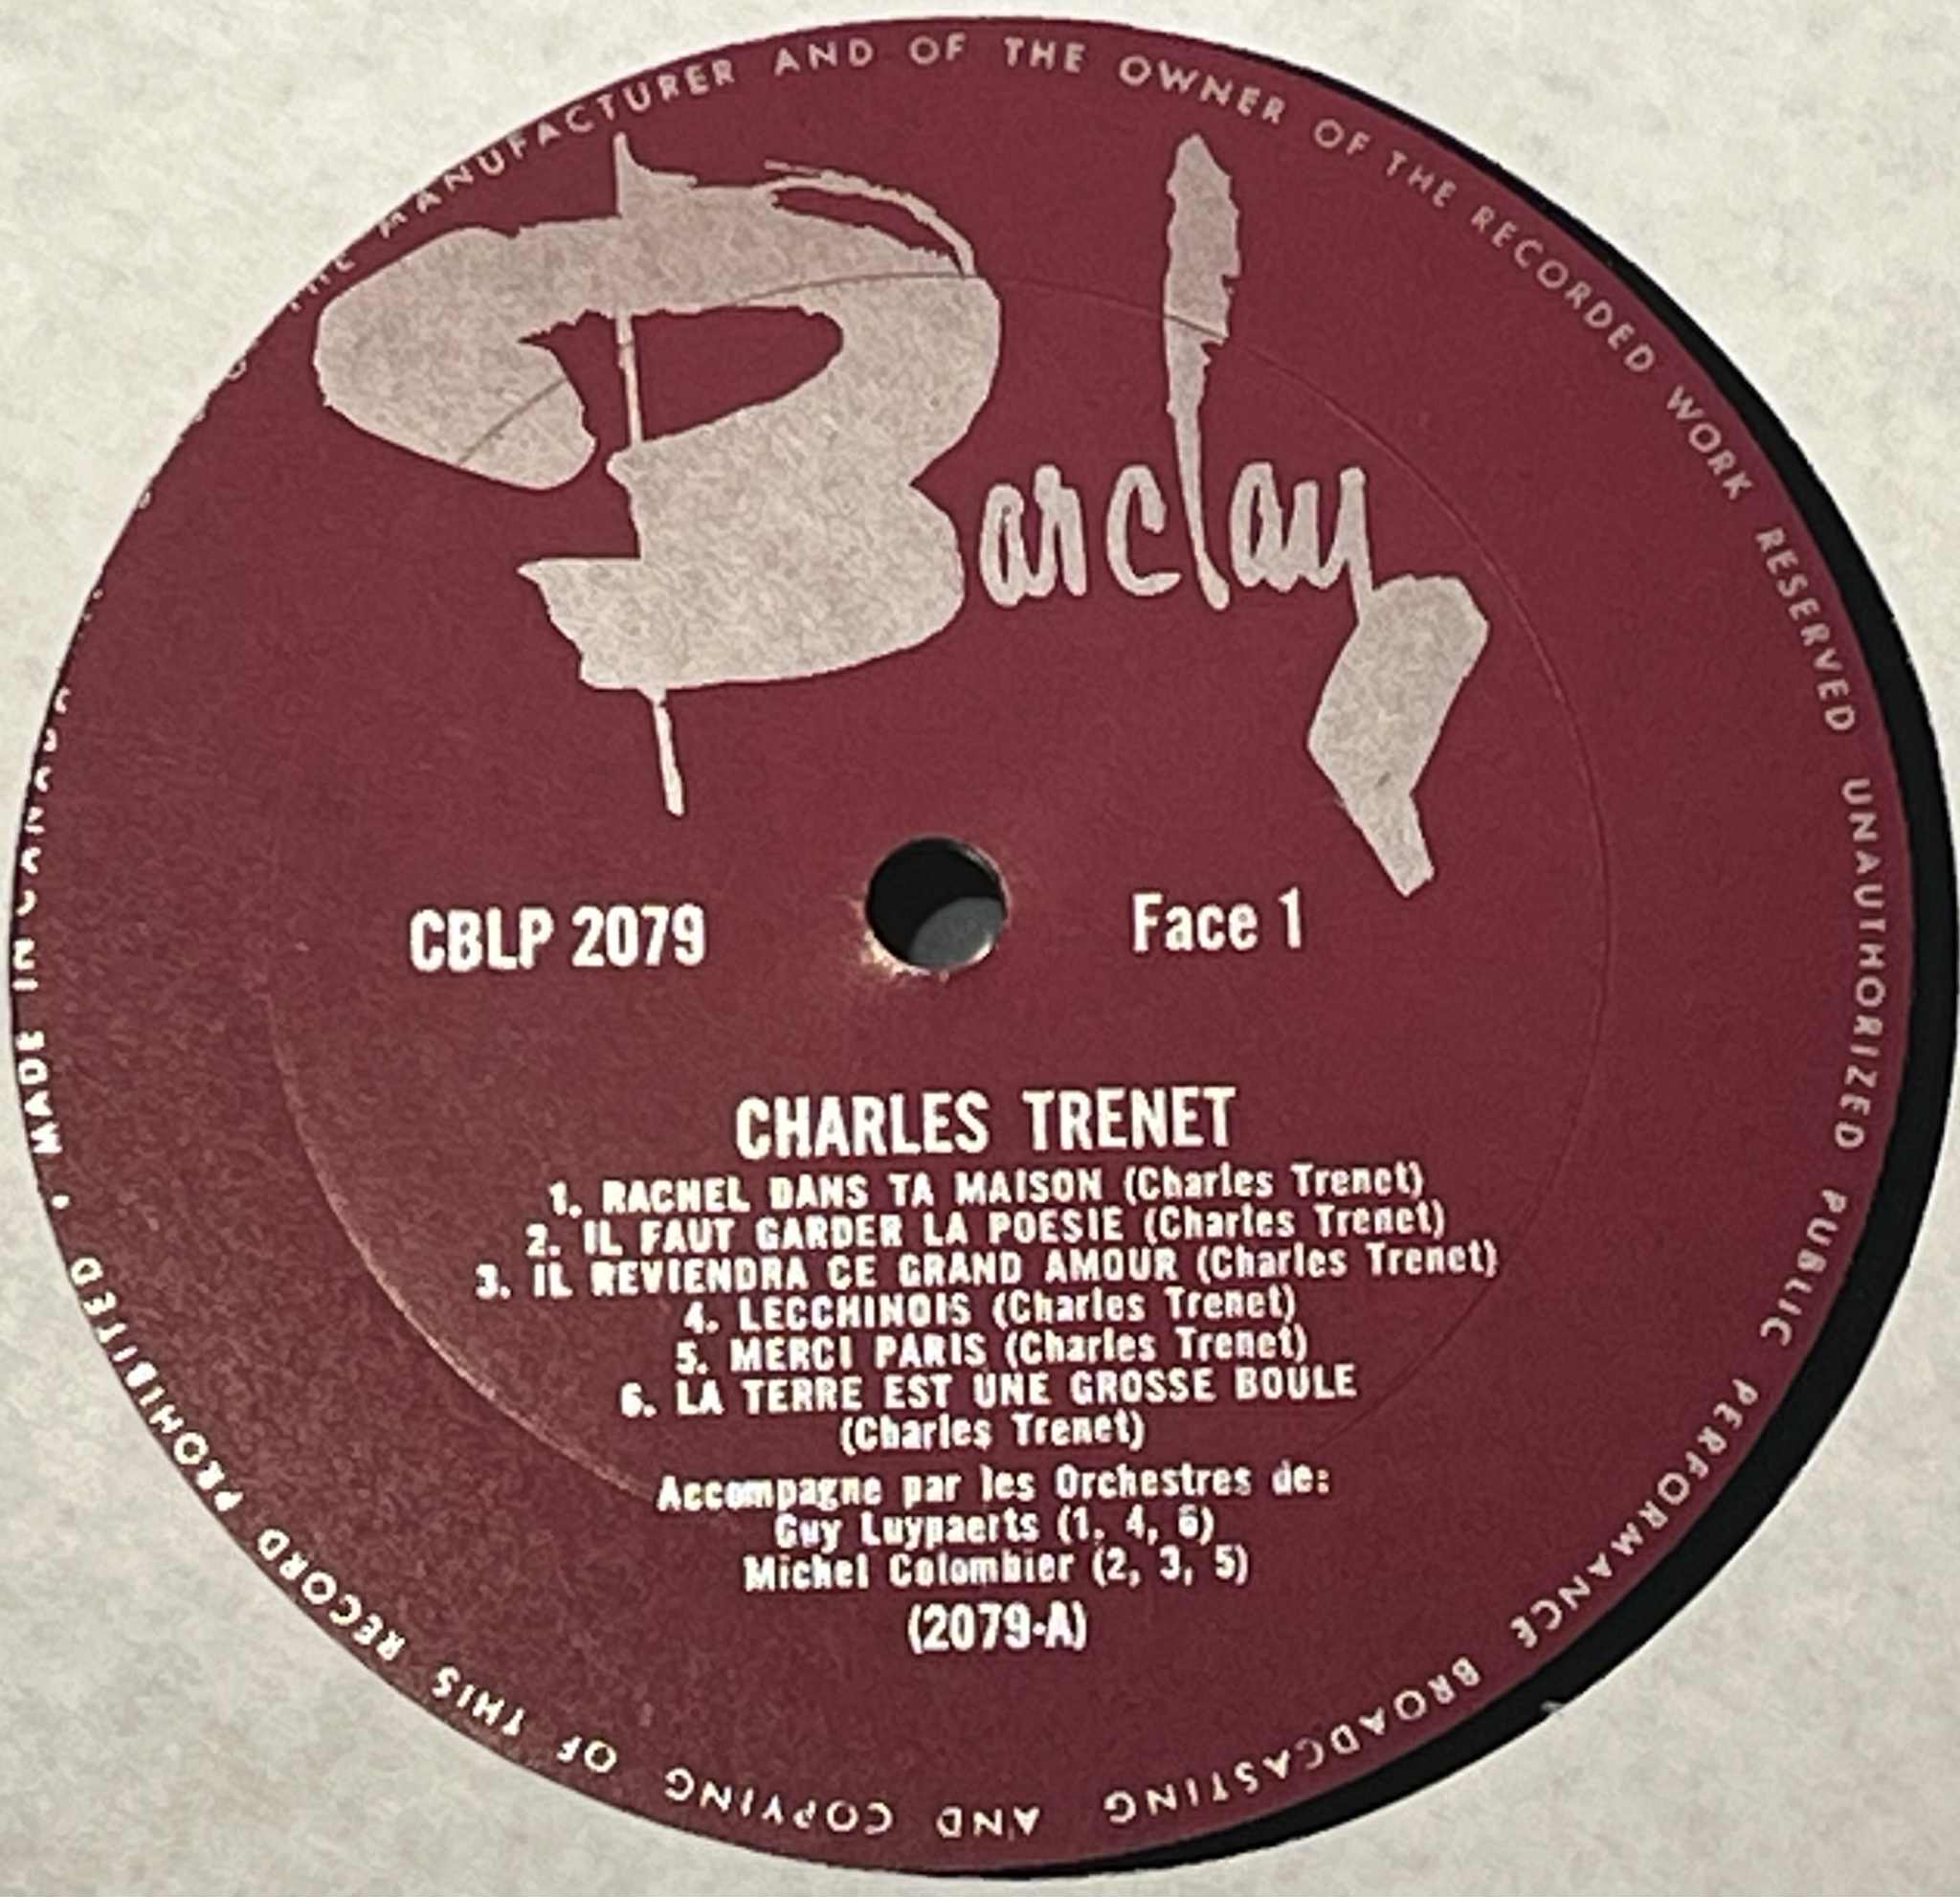 THE MANUFACTURER AND OF THE OWNER OF THE RECORDED WORK RESERVED UNAUTHORIZED PUBLIC PERFORMANCE BROADCASTING AND COPYING OF THIS RECORD PROHIBITED • MADE IN CANADA
Barclay
CBLP 2079
Face 1
CHARLES TRENET
1. RACHEL DANS TA MAISON (Charles Trenet)
2. IL FAUT GARDER LA POESIE (Charles Trenet)
3. IL REVIENDRA CE GRAND AMOUR (Charles Trenet)
4. LECCHINOIS (Charles Trenet)
5. MERCI PARIS (Charles Trenet)
6. LA TERRE EST UNE GROSSE BOULE
(Charles Trenet)
Accompagne par les Orchestres de:
Guy Luypaerts (1, 4, 6)
Michel Colombier (2, 3, 5)
(2079-A)